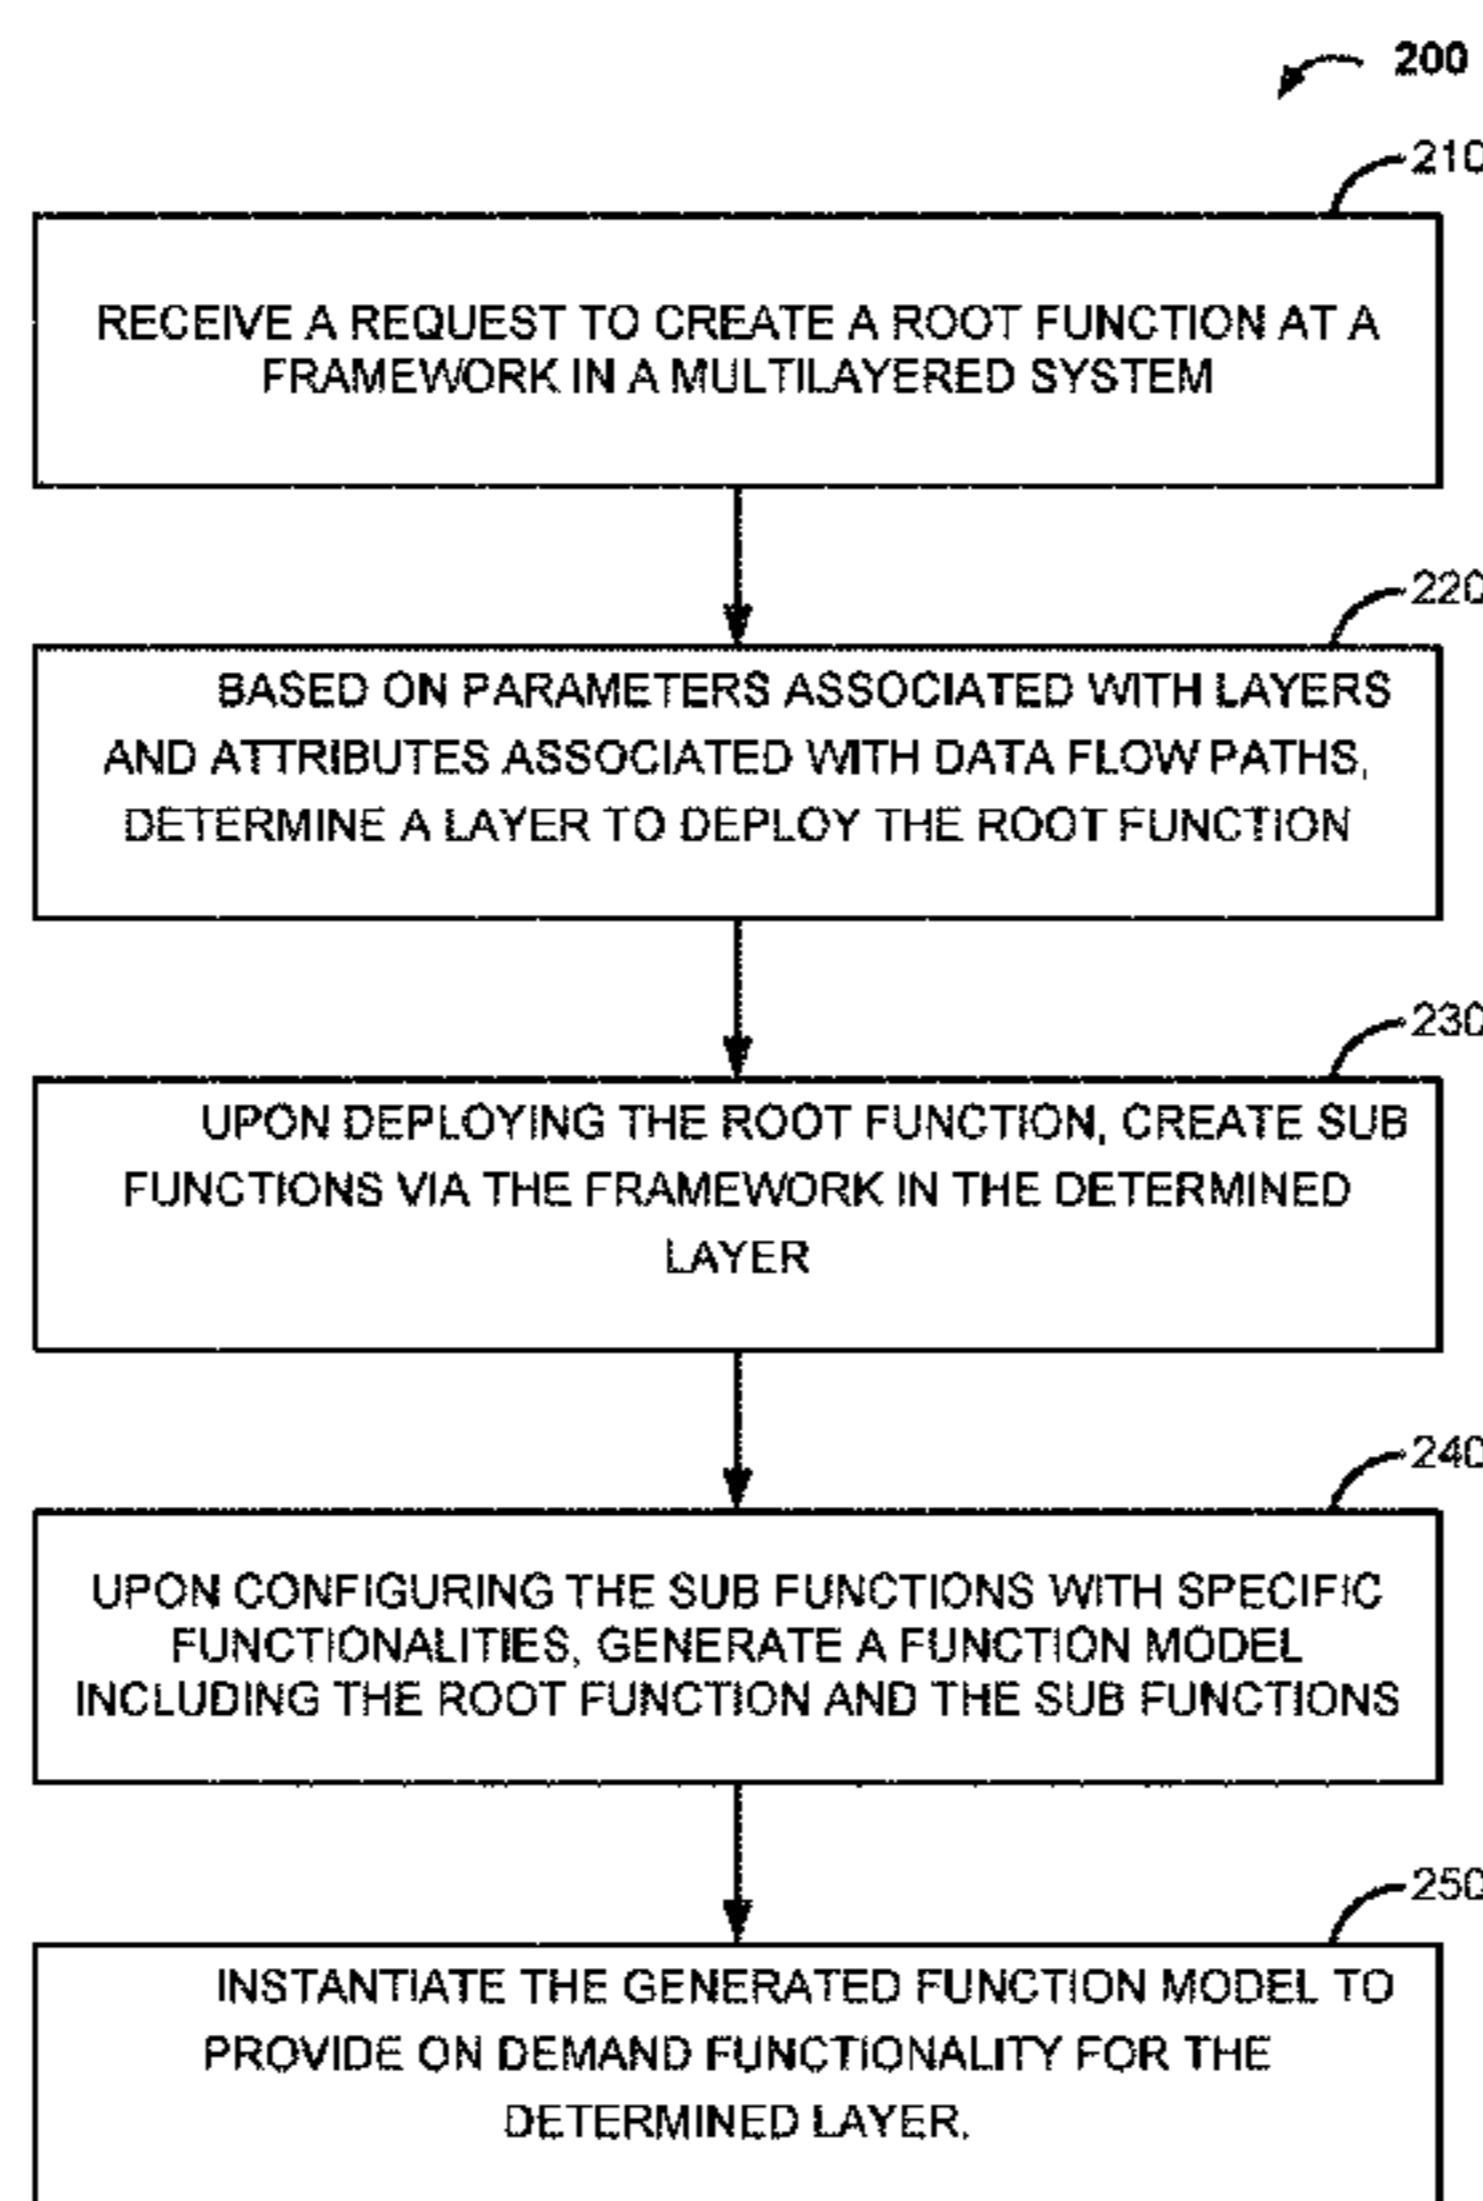 200
210
RECEIVE A REQUEST TO CREATE A ROOT FUNCTION AT A
FRAMEWORK IN A MULTILAYERED SYSTEM
220
BASED ON PARAMETERS ASSOCIATED WITH LAYERS
AND ATTRIBUTES ASSOCIATED WITH DATA FLOW PATHS,
DETERMINE A LAYER TO DEPLOY THE ROOT FUNCTION
230
UPON DEPLOYING THE ROOT FUNCTION, CREATE SUB
FUNCTIONS VIA THE FRAMEWORK IN THE DETERMINED
LAYER
240
UPON CONFIGURING THE SUB FUNCTIONS WITH SPECIFIC
FUNCTIONALITIES, GENERATE A FUNCTION MODEL
INCLUDING THE ROOT FUNCTION AND THE SUB FUNCTIONS
250
INSTANTIATE THE GENERATED FUNCTION MODEL TO
PROVIDE ON DEMAND FUNCTIONALITY FOR THE
DETERMINED LAYER.